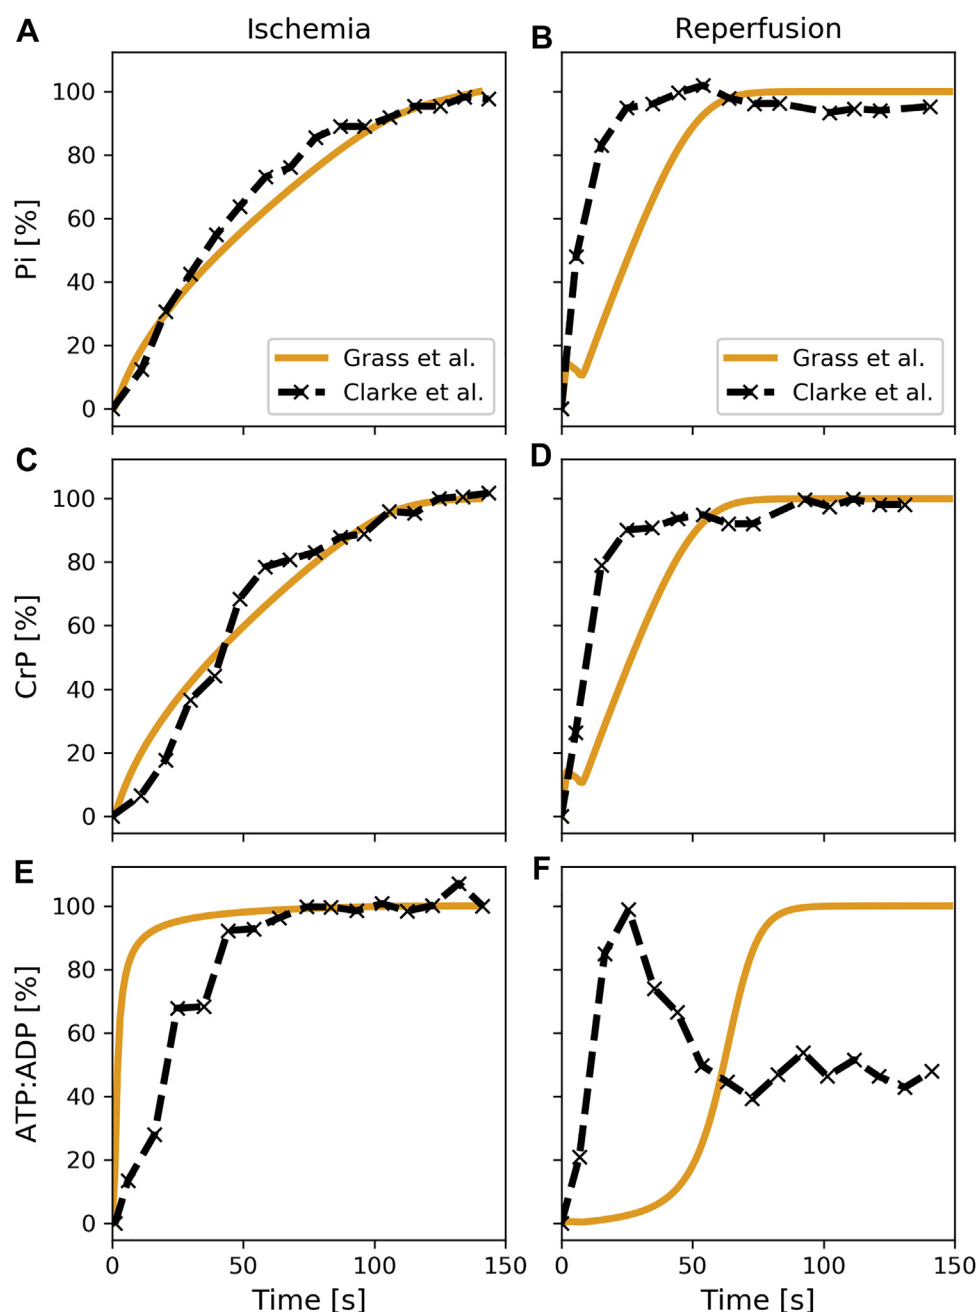 A Ischemia
B Reperfusion
Pi [%]
100
80
60
40
20
0
Grass et al.
Clarke et al.
Grass et al.
Clarke et al.
C
D
CrP [%]
100
80
60
40
20
0
E
F
ATP:ADP [%]
100
80
60
40
20
0
0 50 100 150
0 50 100 150
Time [s]
Time [s]